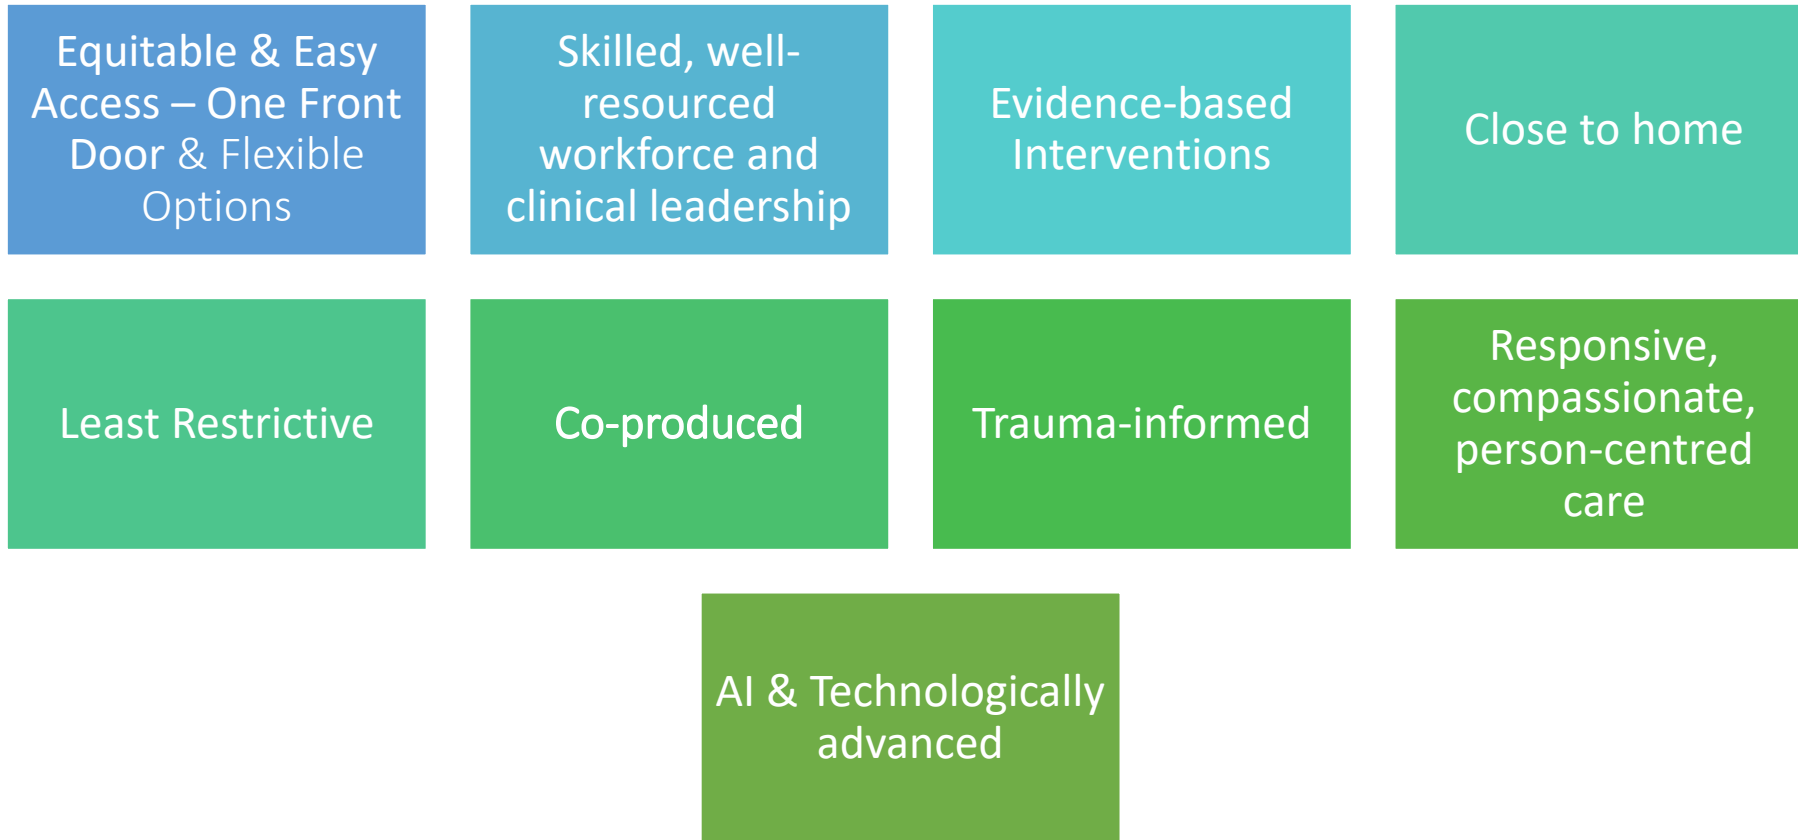 Equitable & Easy
Access – One Front
Door & Flexible
Options
Skilled, well-
resourced
workforce and
clinical leadership
Evidence-based
Interventions
Close to home
Least Restrictive
Co-produced
Trauma-informed
Responsive,
compassionate,
person-centred
care
AI & Technologically
advanced